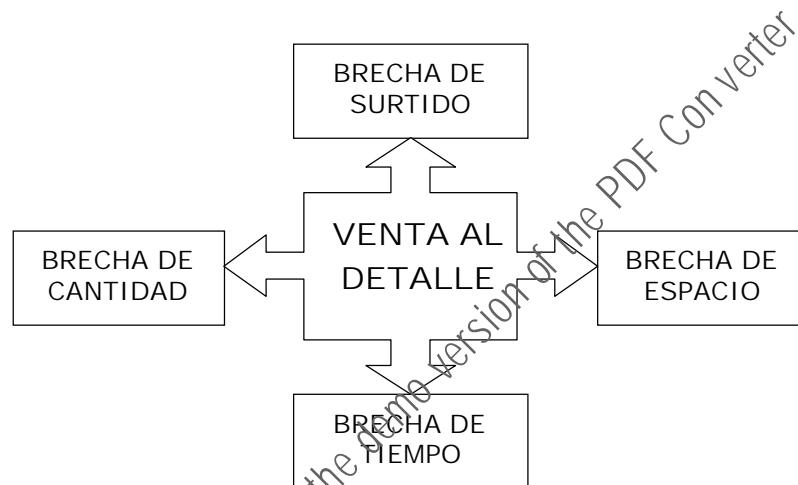 BRECHA DE
SURTIDO
VENTA AL
DETALLE
BRECHA DE
CANTIDAD
BRECHA DE
ESPACIO
BRECHA DE
TIEMPO
the demo version of the PDF Converter